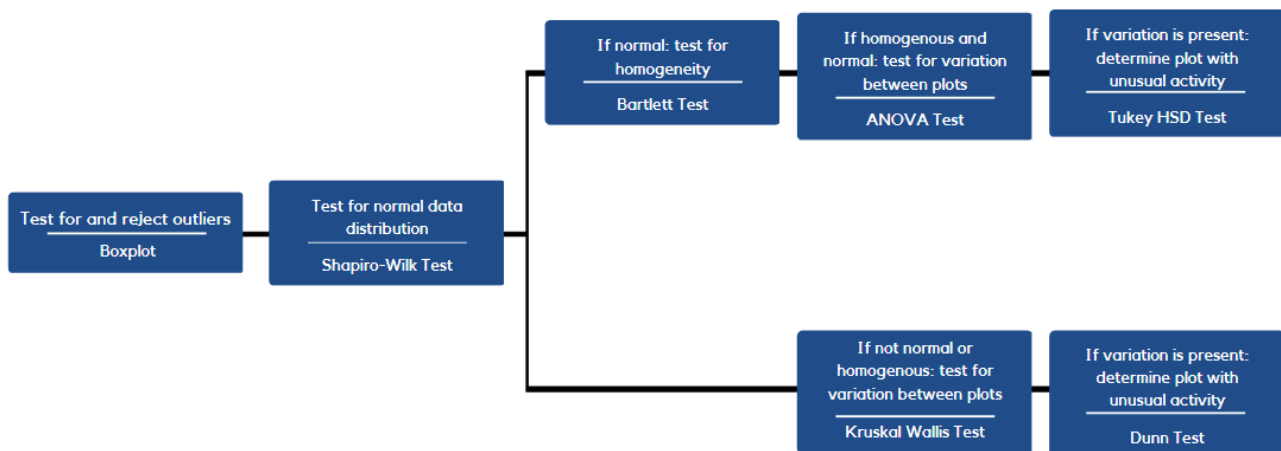 Test for and reject outliers
Boxplot
Test for normal data
distribution
Shapiro-Wilk Test
If normal: test for
homogeneity
Bartlett Test
If homogenous and
normal: test for variation
between plots
ANOVA Test
If variation is present:
determine plot with
unusual activity
Tukey HSD Test
If not normal or
homogenous: test for
variation between plots
Kruskal Wallis Test
If variation is present:
determine plot with
unusual activity
Dunn Test